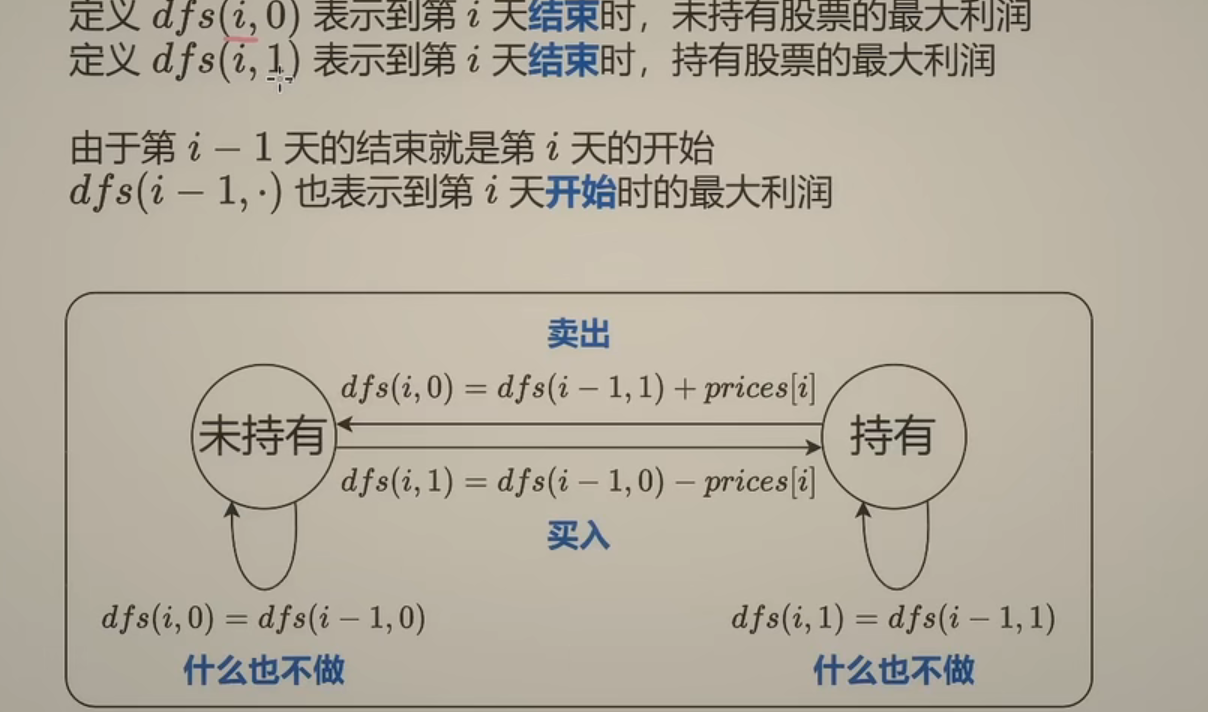 定义 dfs(i, 0) 表示到第 i 天结束时，未持有股票的最大利润
定义 dfs(i, 1) 表示到第 i 天结束时，持有股票的最大利润
由于第 i − 1 天的结束就是第 i 天的开始
dfs(i − 1, ·) 也表示到第 i 天开始时的最大利润
卖出
dfs(i, 0) = dfs(i − 1, 1) + prices[i]
未持有
持有
dfs(i, 1) = dfs(i − 1, 0) − prices[i]
买入
dfs(i, 0) = dfs(i − 1, 0)
dfs(i, 1) = dfs(i − 1, 1)
什么也不做
什么也不做